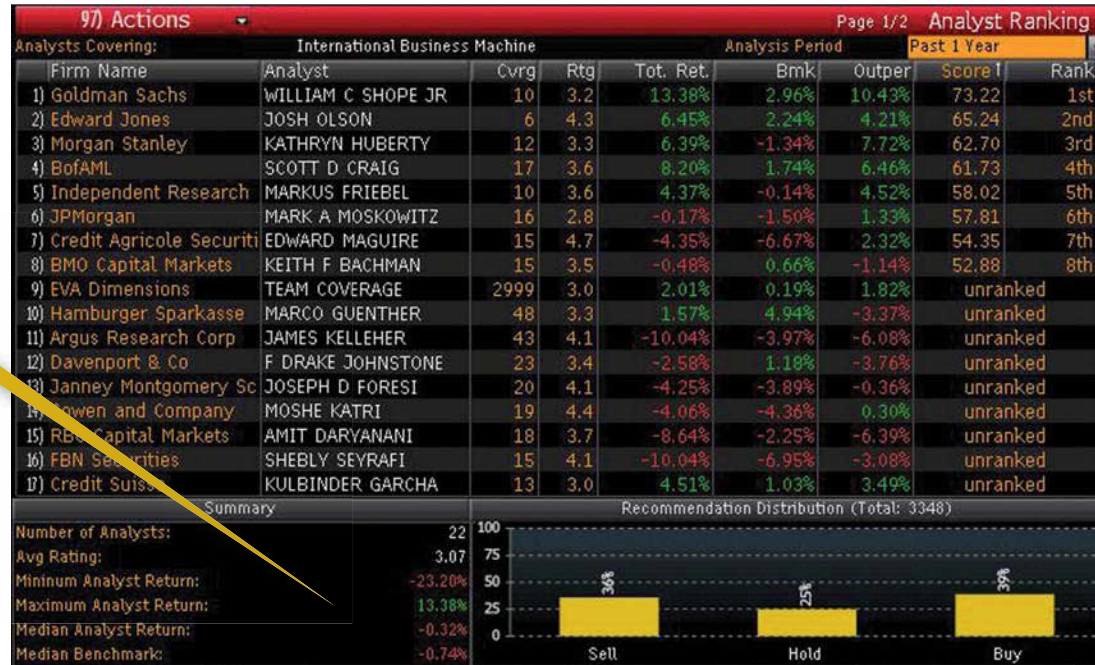 97) Actions Page 1/2 Analyst Ranking
Analysts Covering: International Business Machine Analysis Period Past 1 Year
Firm Name Analyst Cvrg Rtg Tot. Ret. Bmk Outper Score Rank
1) Goldman Sachs WILLIAM C SHOPE JR 10 3.2 13.38% 2.96% 10.43% 73.22 1st
2) Edward Jones JOSH OLSON 6 4.3 6.45% 2.24% 4.21% 65.24 2nd
3) Morgan Stanley KATHRYN HUBERTY 12 3.3 6.39% -1.34% 7.72% 62.70 3rd
4) BofAML SCOTT D CRAIG 17 3.6 8.20% 1.74% 6.46% 61.73 4th
5) Independent Research MARKUS FRIEBEL 10 3.6 4.37% -0.14% 4.52% 58.02 5th
6) JPMorgan MARK A MOSKOWITZ 16 2.8 -0.17% -1.50% 1.33% 57.81 6th
7) Credit Agricole Securiti EDWARD MAGUIRE 15 4.7 -4.35% -6.67% 2.32% 54.35 7th
8) BMO Capital Markets KEITH F BACHMAN 15 3.5 -0.48% 0.66% -1.14% 52.88 8th
9) EVA Dimensions TEAM COVERAGE 2999 3.0 2.01% 0.19% 1.82% unranked
10) Hamburger Sparkasse MARCO GUENTHER 48 3.3 1.57% 4.94% -3.37% unranked
11) Argus Research Corp JAMES KELLEHER 43 4.1 -10.04% -3.97% -6.08% unranked
12) Davenport & Co F DRAKE JOHNSTONE 23 3.4 -2.58% 1.18% -3.76% unranked
13) Janney Montgomery Sc JOSEPH D FORESI 20 4.1 -4.25% -3.89% -0.36% unranked
and Company MOSHE KATRI 19 4.4 -4.06% -4.36% 0.30% unranked
15) RBC Capital Markets AMIT DARYANANI 18 3.7 -8.64% -2.25% -6.39% unranked
16) FBN Securities SHEBLY SEYRAFI 15 4.1 -10.04% -6.95% -3.08% unranked
17) Credit Suisse KULBINDER GARCHA 13 3.0 4.51% 1.03% 3.49% unranked
Summary Recommendation Distribution (Total: 3348)
Number of Analysts: 22
Avg Rating: 3.07
Mininum Analyst Return: -23.20%
Maximum Analyst Return: 13.38%
Median Analyst Return: -0.32%
Median Benchmark: -0.74%
100
75
50
25
0
36% 25% 39%
Sell Hold Buy